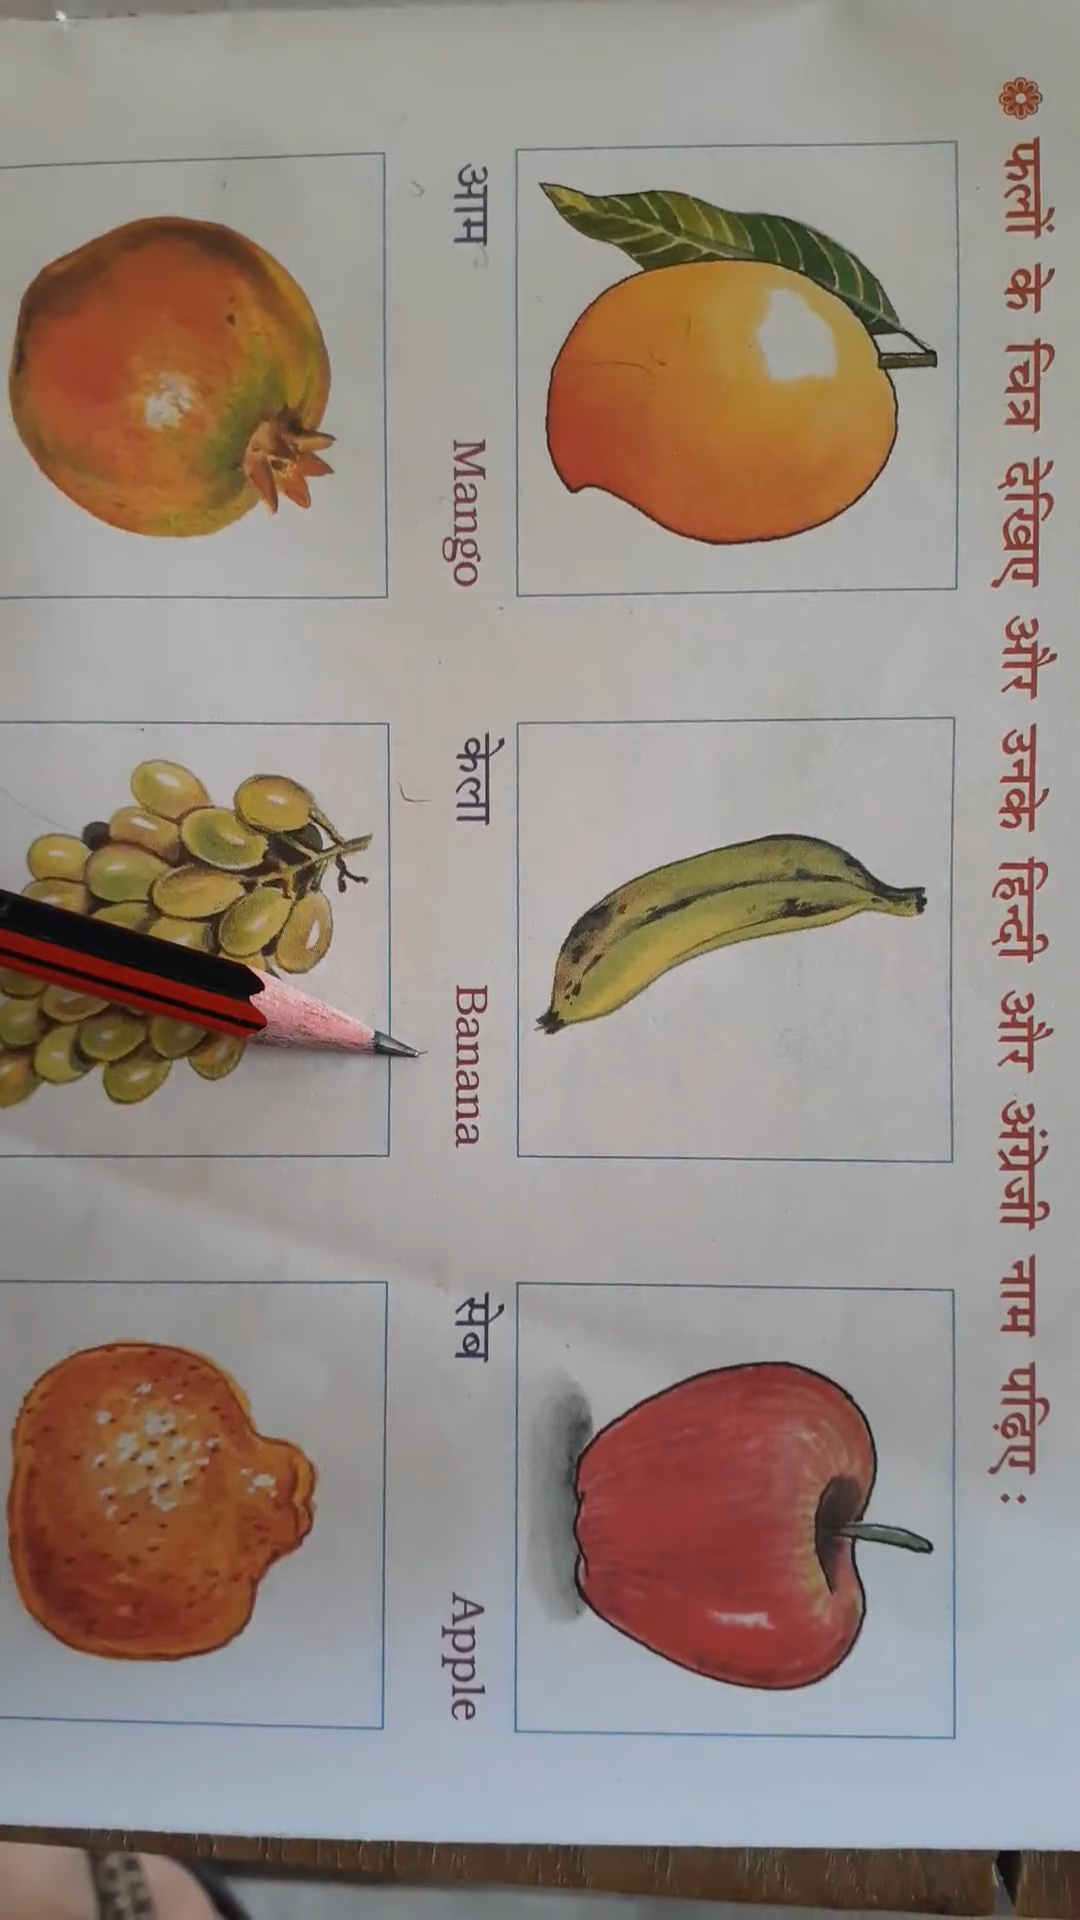 फलों के चित्र देखिए और उनके हिन्दी और अंग्रेजी नाम पढ़िए :
आम Mango केला Banana सेब Apple